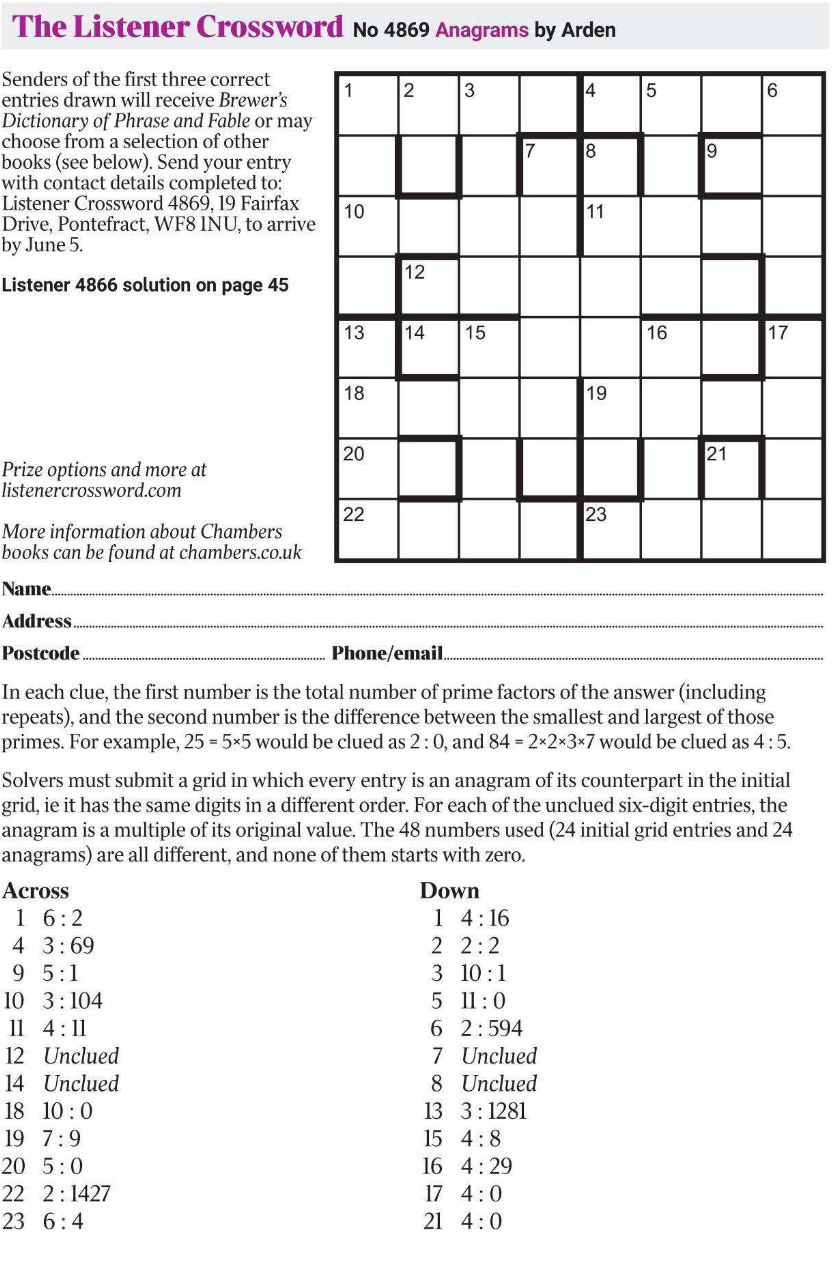 The Listener Crossword No 4869 Anagrams by Arden
Senders of the first three correct
entries drawn will receive Brewer's
Dictionary of Phrase and Fable or may
choose from a selection of other
books (see below). Send your entry
with contact details completed to:
Listener Crossword 4869, 19 Fairfax
Drive, Pontefract, WF8 1NU, to arrive
by June 5.
Listener 4866 solution on page 45
Prize options and more at
listenercrossword.com
More information about Chambers
books can be found at chambers.co.uk
1 2 3 4 5 6
7 8 9
10 11
12
13 14 15 16 17
18 19
20 21
22 23
Name
Address
Postcode Phone/email
In each clue, the first number is the total number of prime factors of the answer (including
repeats), and the second number is the difference between the smallest and largest of those
primes. For example, 25 = 5×5 would be clued as 2 : 0, and 84 = 2×2×3×7 would be clued as 4 : 5.
Solvers must submit a grid in which every entry is an anagram of its counterpart in the initial
grid, ie it has the same digits in a different order. For each of the unclued six-digit entries, the
anagram is a multiple of its original value. The 48 numbers used (24 initial grid entries and 24
anagrams) are all different, and none of them starts with zero.
Across
1 6 : 2
4 3 : 69
9 5 : 1
10 3 : 104
11 4 : 11
12 Unclued
14 Unclued
18 10 : 0
19 7 : 9
20 5 : 0
22 2 : 1427
23 6 : 4
Down
1 4 : 16
2 2 : 2
3 10 : 1
5 11 : 0
6 2 : 594
7 Unclued
8 Unclued
13 3 : 1281
15 4 : 8
16 4 : 29
17 4 : 0
21 4 : 0